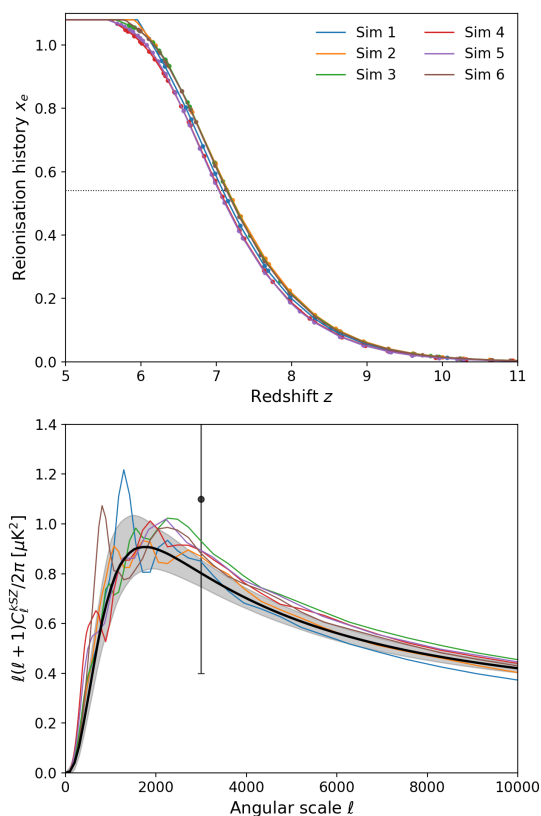 1.0
0.8
0.6
0.4
0.2
0.0
Reionisation history x_e
Sim 1
Sim 2
Sim 3
Sim 4
Sim 5
Sim 6
5 6 7 8 9 10 11
Redshift z
1.4
1.2
1.0
0.8
0.6
0.4
0.2
0.0
ℓ(ℓ + 1)C_ℓ^{kSZ}/2π [μK²]
0 2000 4000 6000 8000 10000
Angular scale ℓ